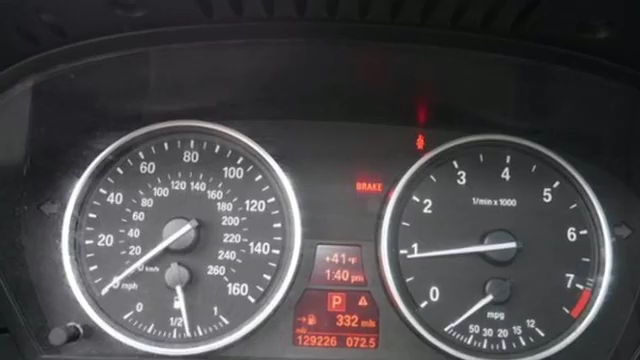 80
60
100
40
120
20
140
0
mph
160
100 120 140
80
160
60
180
200
40
220
20
240
km/h
260
0
1/2
1
BRAKE
+41°F
1:40 pm
P
332 mls
129226 072.5
4
3
5
1/min x 1000
2
6
1
7
0
mpg
50 30 20 15 12